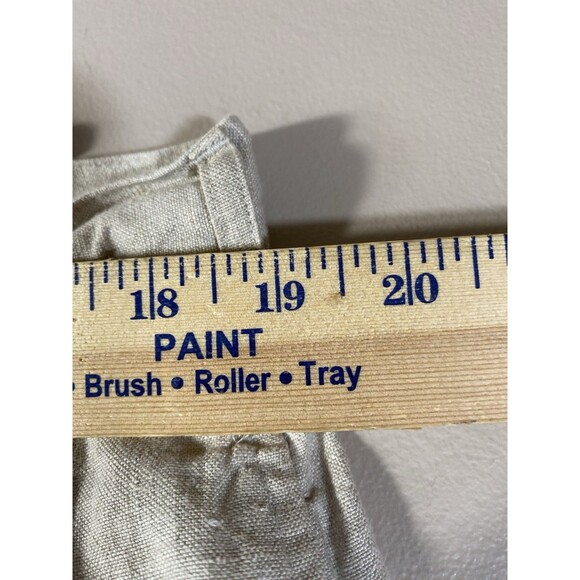 18 19 20
PAINT
• Brush • Roller • Tray